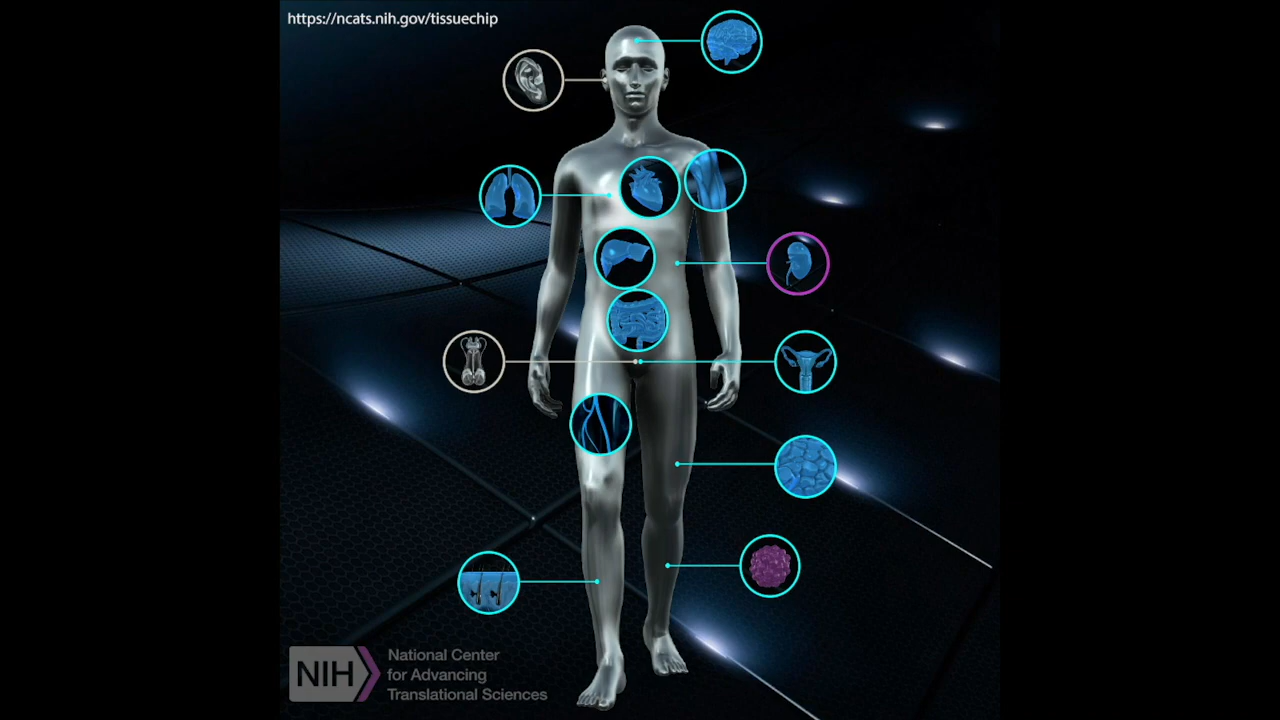 https://ncats.nih.gov/tissuechip
NIH
National Center
for Advancing
Translational Sciences